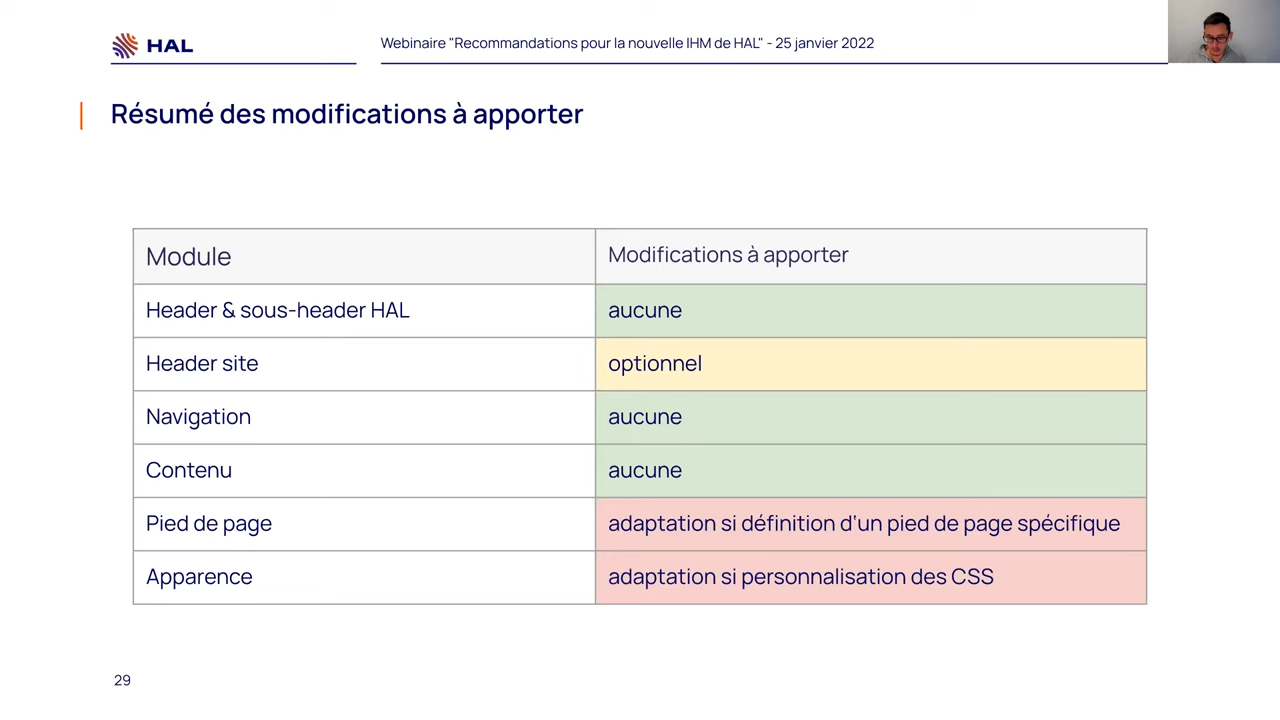 HAL
Webinaire "Recommandations pour la nouvelle IHM de HAL" - 25 janvier 2022
Résumé des modifications à apporter
Module
Modifications à apporter
Header & sous-header HAL
aucune
Header site
optionnel
Navigation
aucune
Contenu
aucune
Pied de page
adaptation si définition d'un pied de page spécifique
Apparence
adaptation si personnalisation des CSS
29